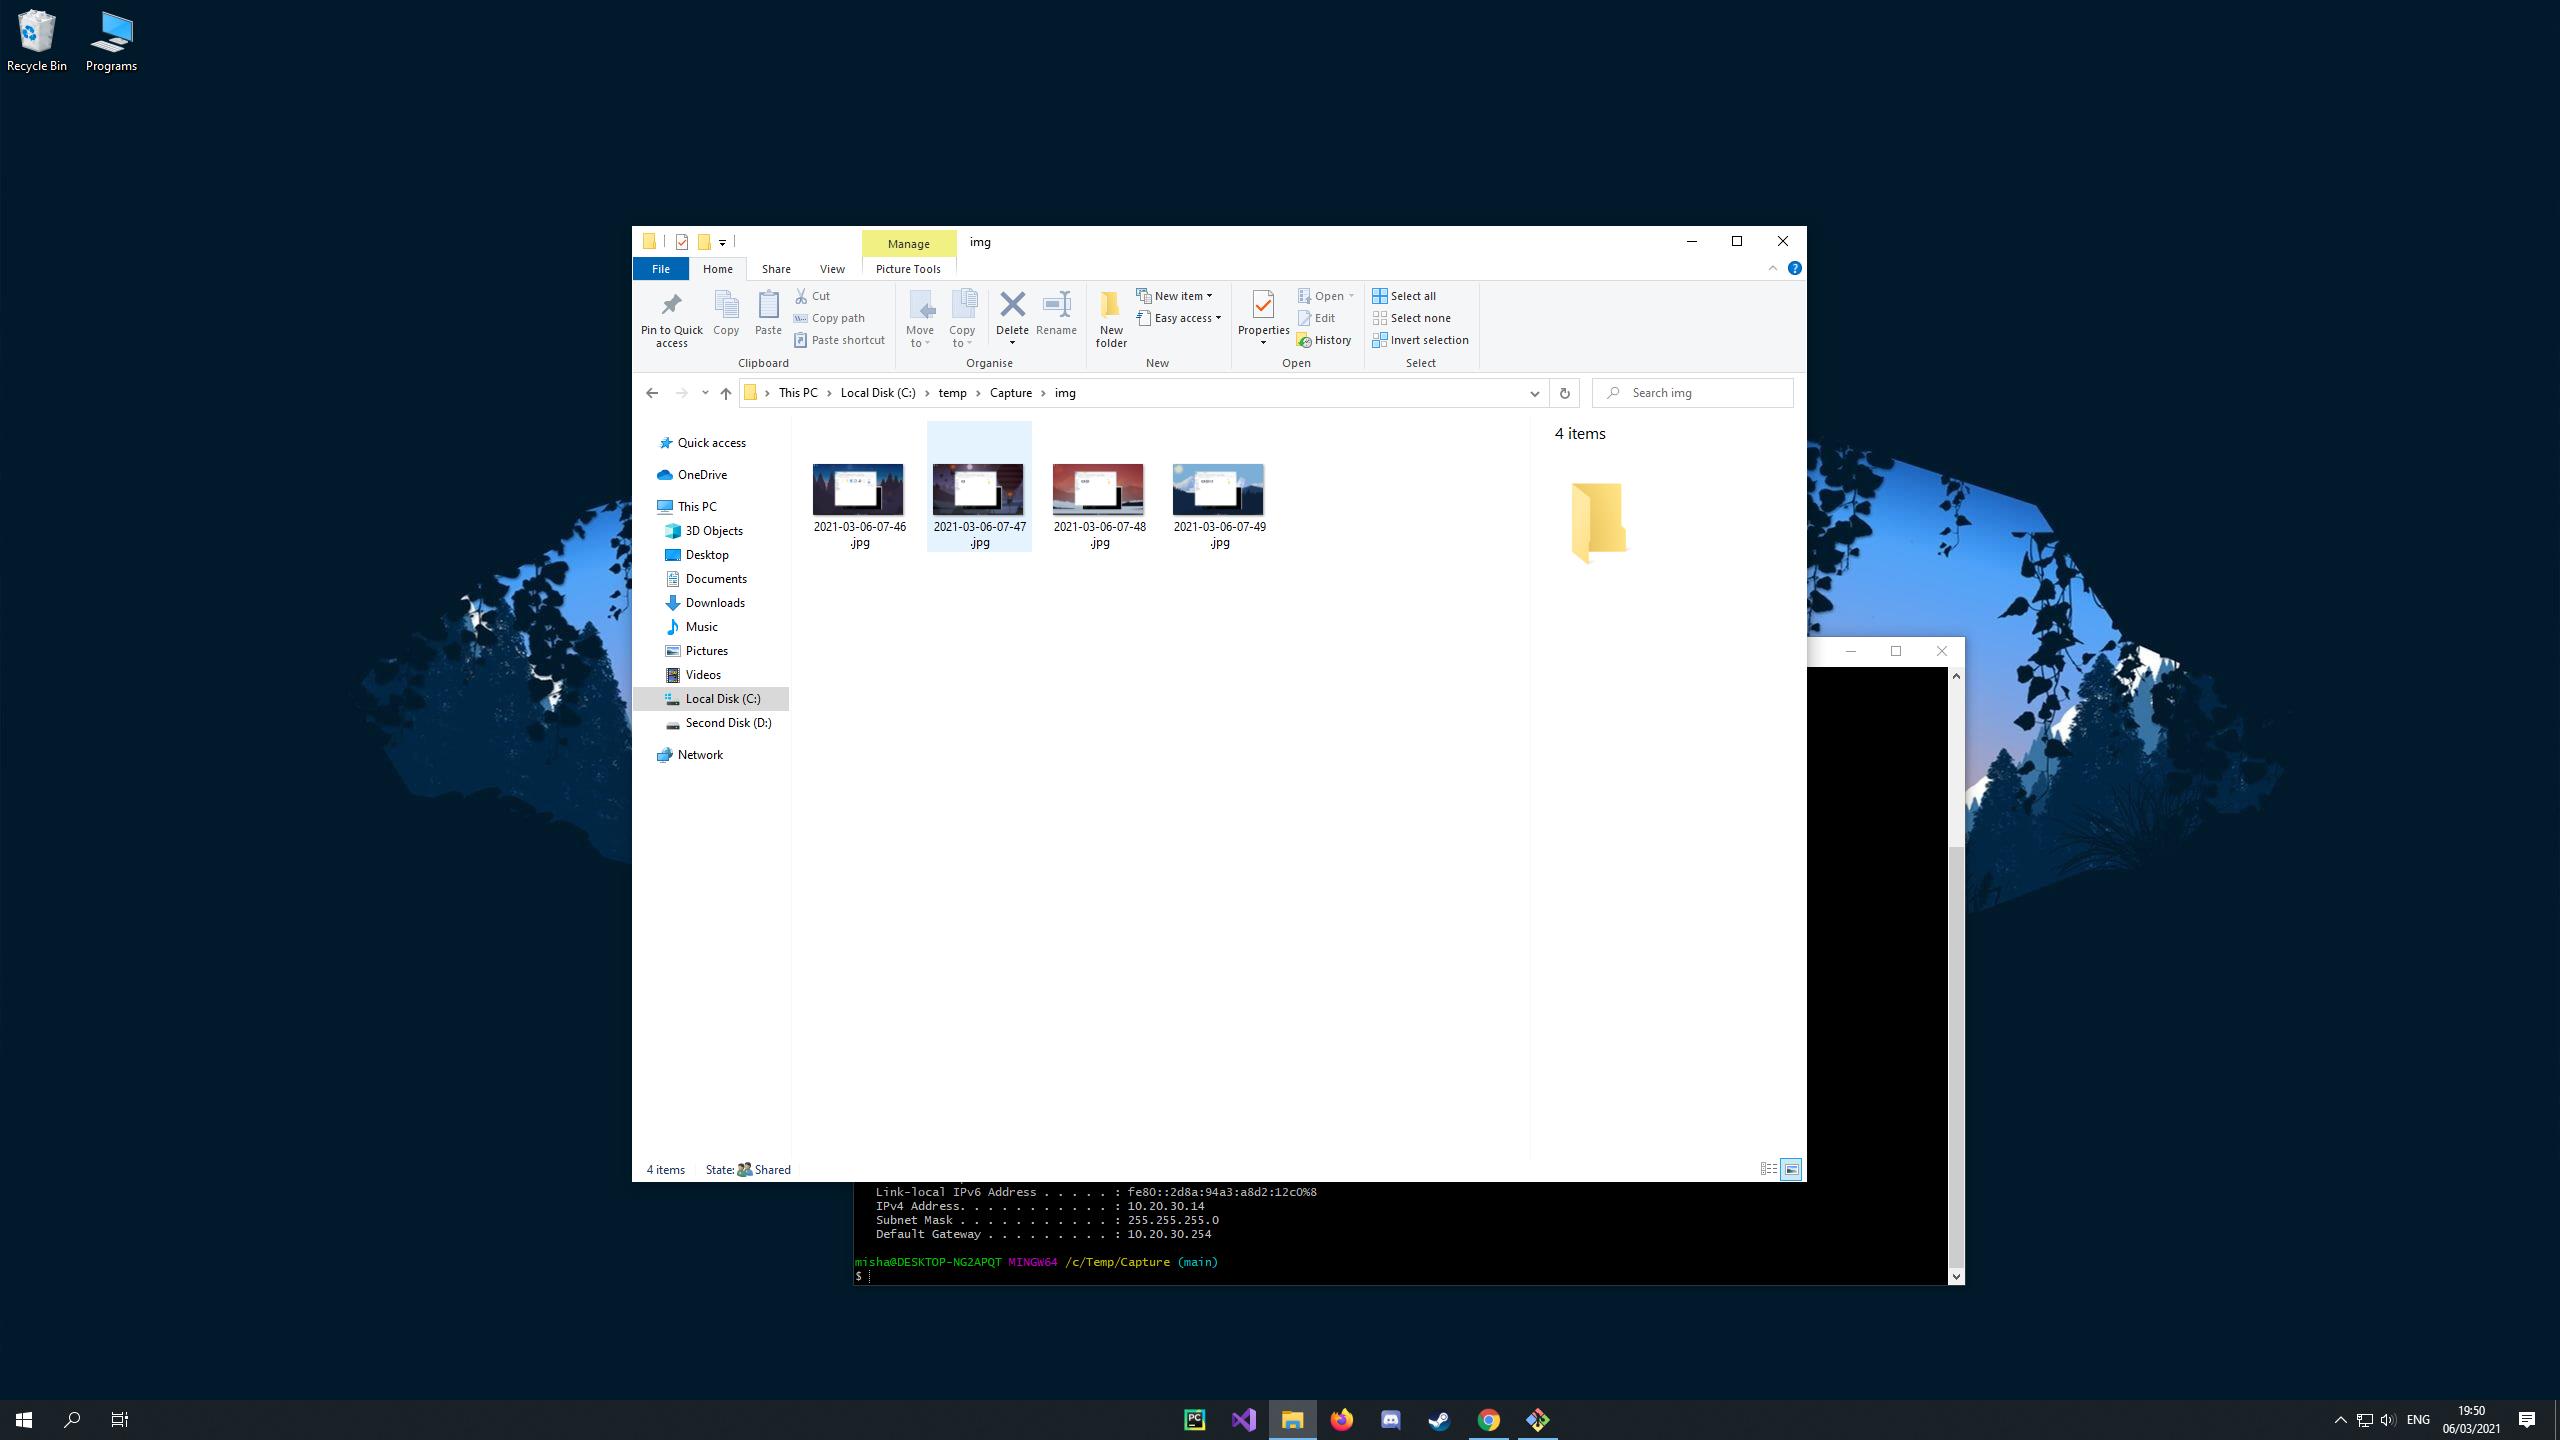 Recycle Bin
Programs
Manage
img
File
Home
Share
View
Picture Tools
Pin to Quick access
Copy
Paste
Cut
Copy path
Paste shortcut
Clipboard
Move to
Copy to
Delete
Rename
Organise
New folder
New item
Easy access
New
Properties
Open
Edit
History
Open
Select all
Select none
Invert selection
Select
This PC
Local Disk (C:)
temp
Capture
img
Search img
Quick access
OneDrive
This PC
3D Objects
Desktop
Documents
Downloads
Music
Pictures
Videos
Local Disk (C:)
Second Disk (D:)
Network
2021-03-06-07-46
.jpg
2021-03-06-07-47
.jpg
2021-03-06-07-48
.jpg
2021-03-06-07-49
.jpg
4 items
4 items
State: Shared
Link-local IPv6 Address . . . . . : fe80::2d8a:94a3:a8d2:12c0%8
IPv4 Address. . . . . . . . . . . : 10.20.30.14
Subnet Mask . . . . . . . . . . . : 255.255.255.0
Default Gateway . . . . . . . . . : 10.20.30.254
misha@DESKTOP-NG2APQT MINGW64 /c/Temp/Capture (main)
$
PC
ENG
19:50
06/03/2021